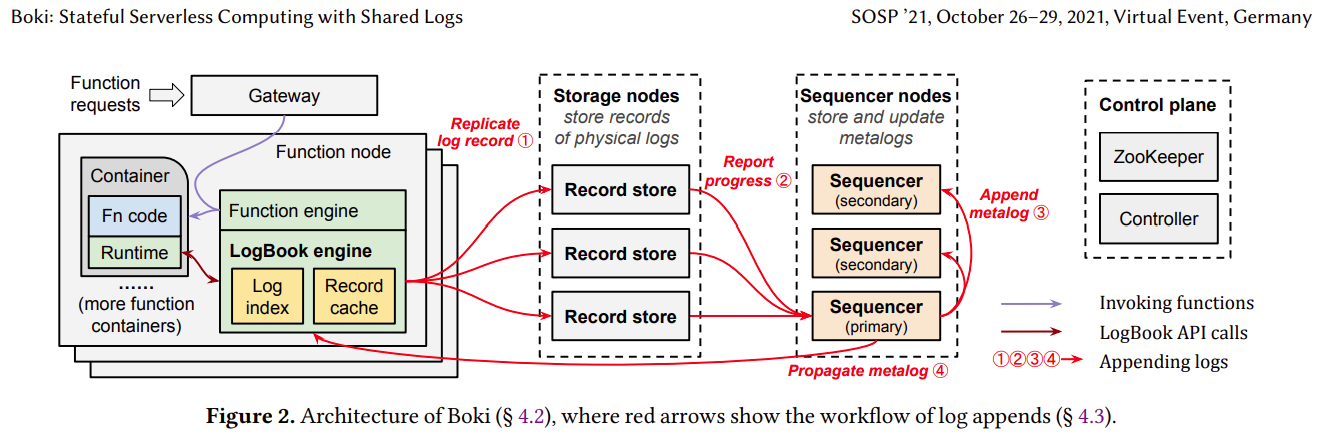 Boki: Stateful Serverless Computing with Shared Logs
SOSP ’21, October 26–29, 2021, Virtual Event, Germany
Function
requests
Gateway
Function node
Container
Fn code
Runtime
......
(more function
containers)
Function engine
LogBook engine
Log
index
Record
cache
Replicate
log record ①
Storage nodes
store records
of physical logs
Record store
Record store
Record store
Report
progress ②
Sequencer nodes
store and update
metalogs
Sequencer
(secondary)
Sequencer
(secondary)
Sequencer
(primary)
Append
metalog ③
Propagate metalog ④
Control plane
ZooKeeper
Controller
Invoking functions
LogBook API calls
①②③④ Appending logs
Figure 2. Architecture of Boki (§ 4.2), where red arrows show the workflow of log appends (§ 4.3).